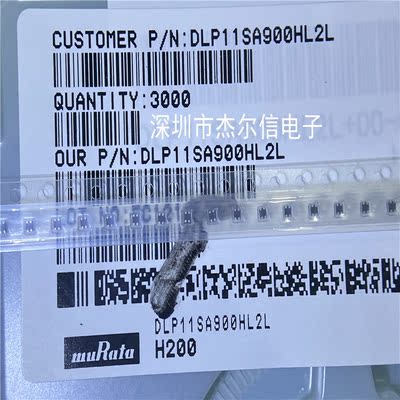 CUSTOMER P/N:DLP11SA900HL2L
QUANTITY:3000
深圳市杰尔信电子
OUR P/N:DLP11SA900HL2L
DLP11SA900HL2L
muRata
H200